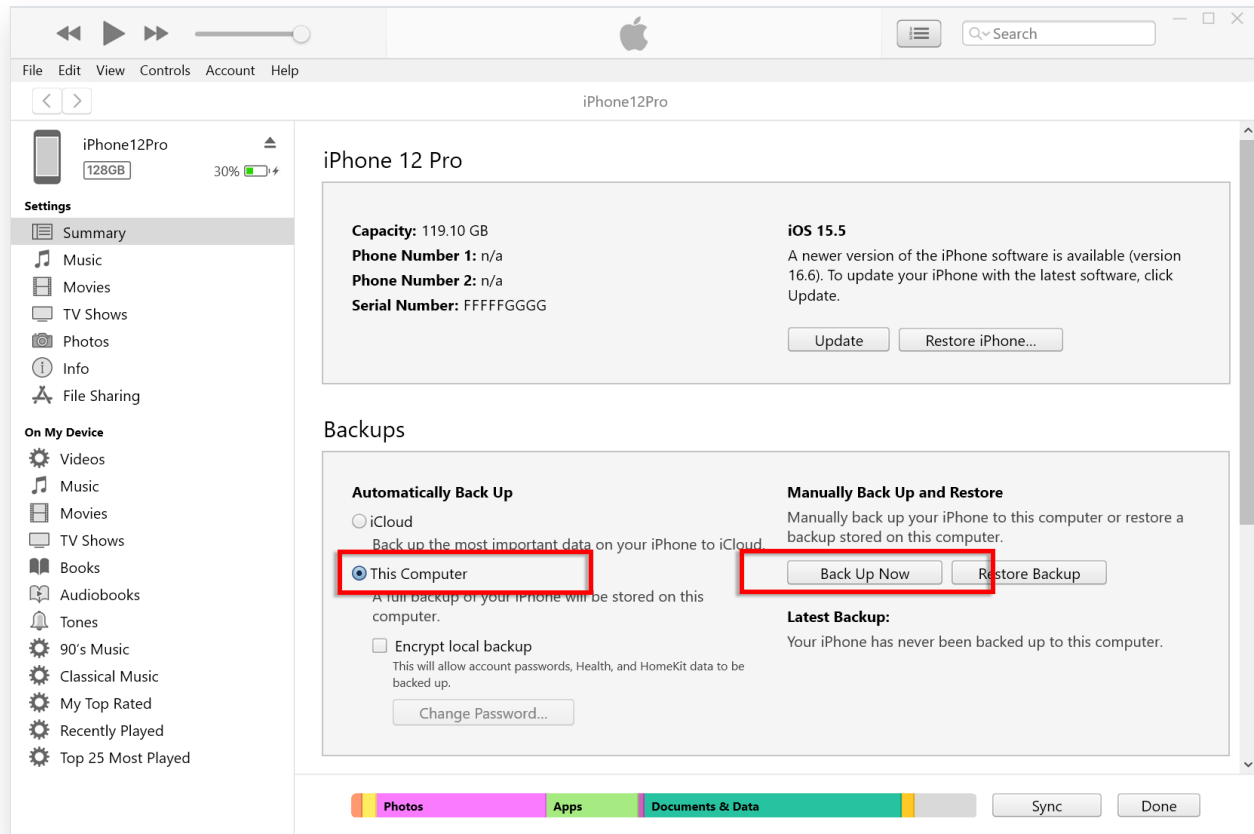 Search
File Edit View Controls Account Help
iPhone12Pro
iPhone12Pro
128GB
30%
Settings
Summary
Music
Movies
TV Shows
Photos
Info
File Sharing
On My Device
Videos
Music
Movies
TV Shows
Books
Audiobooks
Tones
90's Music
Classical Music
My Top Rated
Recently Played
Top 25 Most Played
iPhone 12 Pro
Capacity: 119.10 GB
Phone Number 1: n/a
Phone Number 2: n/a
Serial Number: FFFFFGGGG
iOS 15.5
A newer version of the iPhone software is available (version
16.6). To update your iPhone with the latest software, click
Update.
Update Restore iPhone...
Backups
Automatically Back Up
iCloud
Back up the most important data on your iPhone to iCloud.
This Computer
A full backup of your iPhone will be stored on this
computer.
Encrypt local backup
This will allow account passwords, Health, and HomeKit data to be
backed up.
Change Password...
Manually Back Up and Restore
Manually back up your iPhone to this computer or restore a
backup stored on this computer.
Back Up Now Restore Backup
Latest Backup:
Your iPhone has never been backed up to this computer.
Photos Apps Documents & Data Sync Done